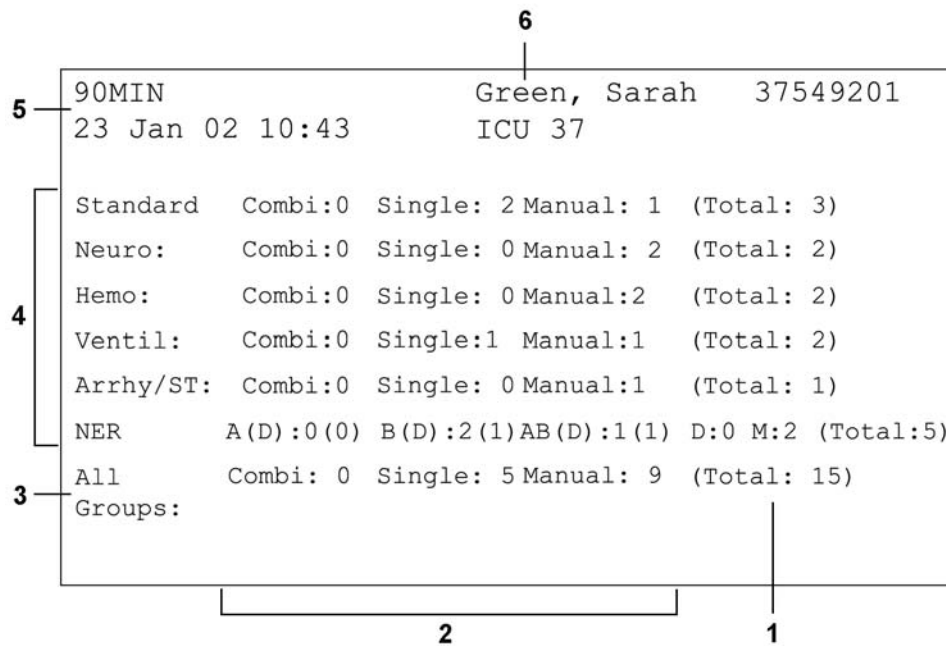 6
90MIN Green, Sarah 37549201
5
23 Jan 02 10:43 ICU 37
Standard Combi:0 Single: 2 Manual: 1 (Total: 3)
Neuro: Combi:0 Single: 0 Manual: 2 (Total: 2)
Hemo: Combi:0 Single: 0 Manual:2 (Total: 2)
4
Ventil: Combi:0 Single:1 Manual:1 (Total: 2)
Arrhy/ST: Combi:0 Single: 0 Manual:1 (Total: 1)
NER A(D):0(0) B(D):2(1) AB(D):1(1) D:0 M:2 (Total:5)
All Combi: 0 Single: 5 Manual: 9 (Total: 15)
3
Groups:
2 1